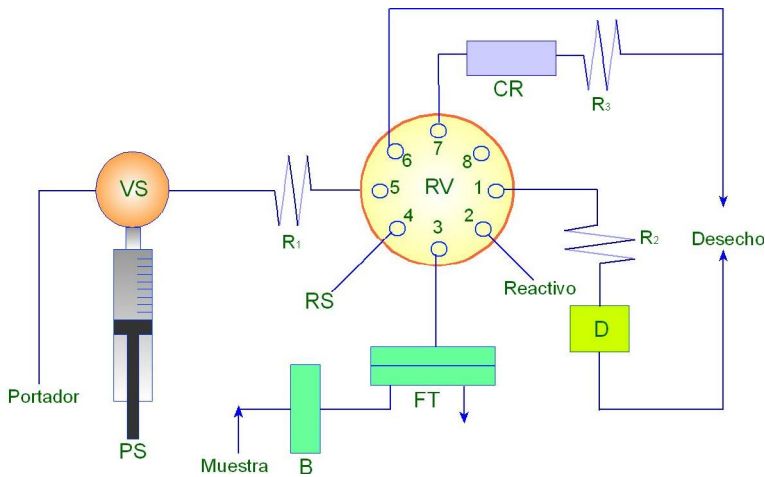 CR
R3
7
6
8
VS
5
RV
1
4
2
3
R1
R2
Desecho
RS
Reactivo
D
Portador
FT
PS
Muestra
B